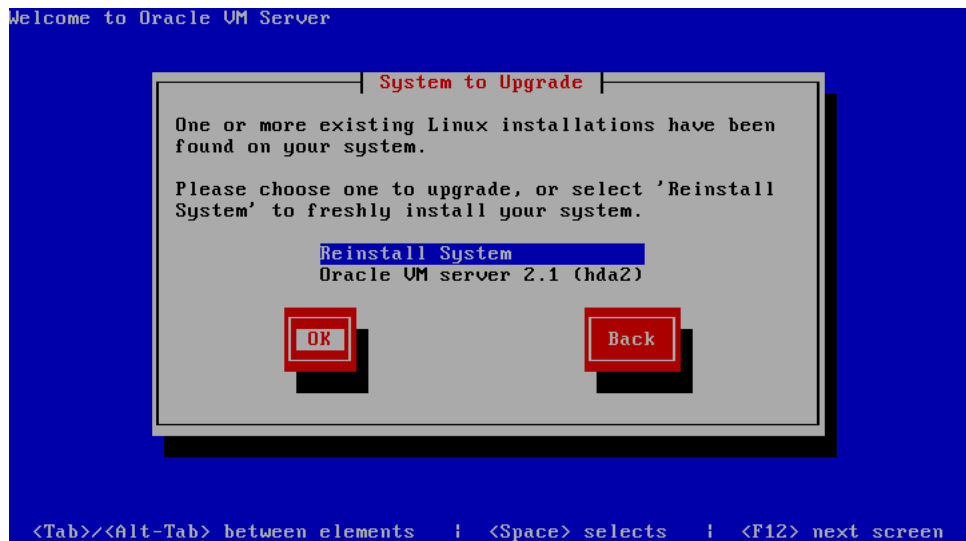 Welcome to Oracle VM Server
System to Upgrade
One or more existing Linux installations have been
found on your system.
Please choose one to upgrade, or select 'Reinstall
System' to freshly install your system.
Reinstall System
Oracle VM server 2.1 (hda2)
OK Back
<Tab>/<Alt-Tab> between elements | <Space> selects | <F12> next screen